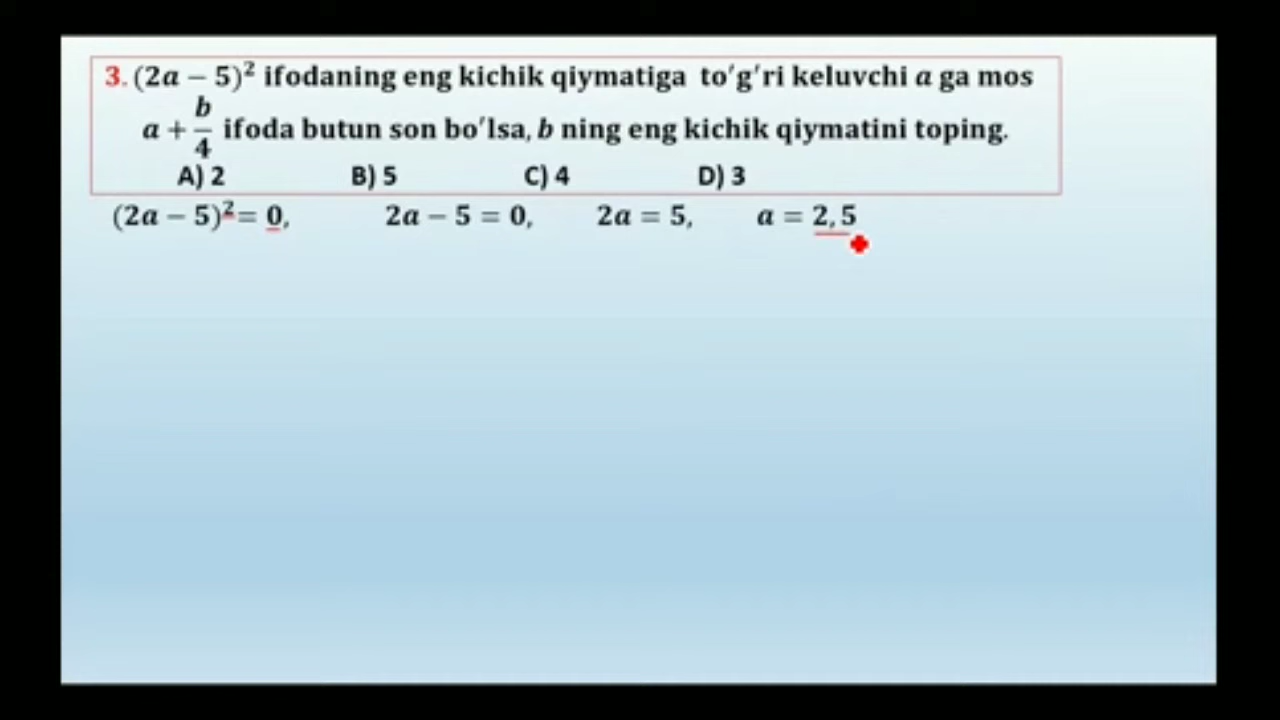 3. (2a − 5)² ifodaning eng kichik qiymatiga to′g′ri keluvchi a ga mos
a + b/4 ifoda butun son bo′lsa, b ning eng kichik qiymatini toping.
A) 2 B) 5 C) 4 D) 3
(2a − 5)² = 0, 2a − 5 = 0, 2a = 5, a = 2, 5